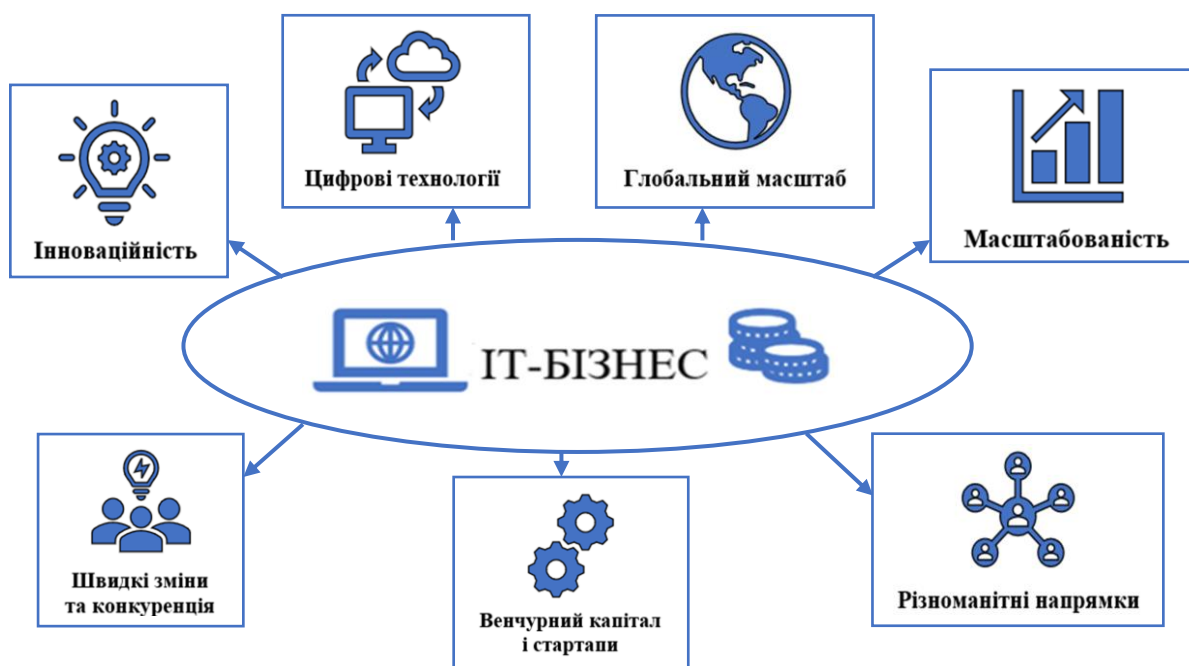 Цифрові технології
Глобальний масштаб
Інноваційність
Масштабованість
ІТ-БІЗНЕС
Швидкі зміни
та конкуренція
Венчурний капітал
і стартапи
Різноманітні напрямки